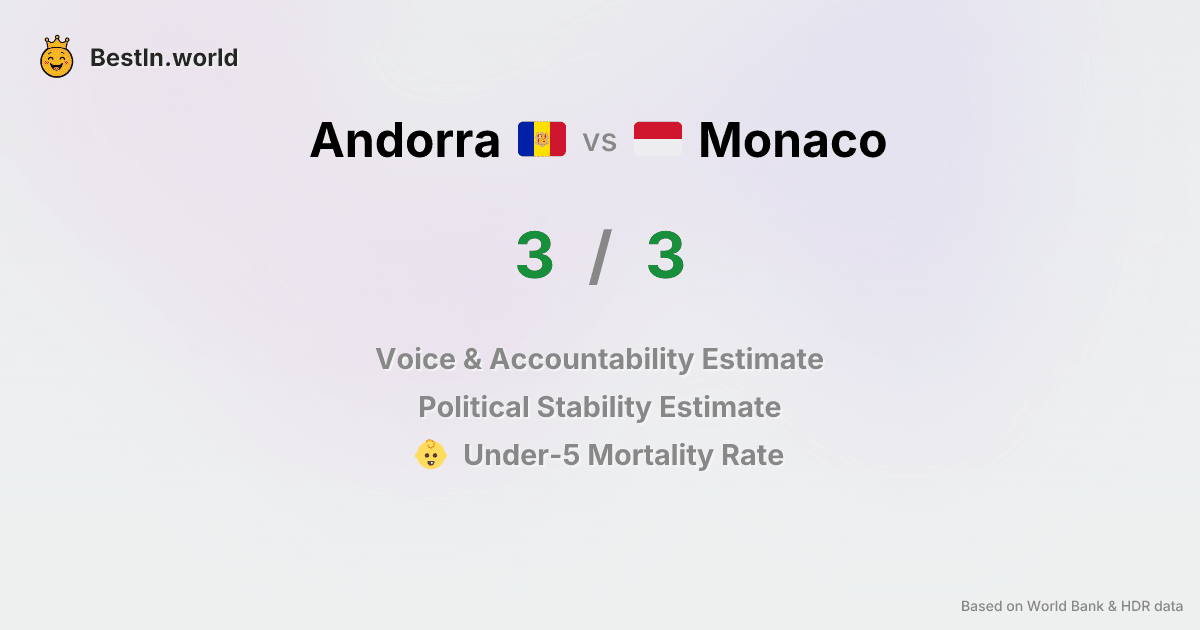 BestIn.world
Andorra vs Monaco
3 / 3
Voice & Accountability Estimate
Political Stability Estimate
Under-5 Mortality Rate
Based on World Bank & HDR data